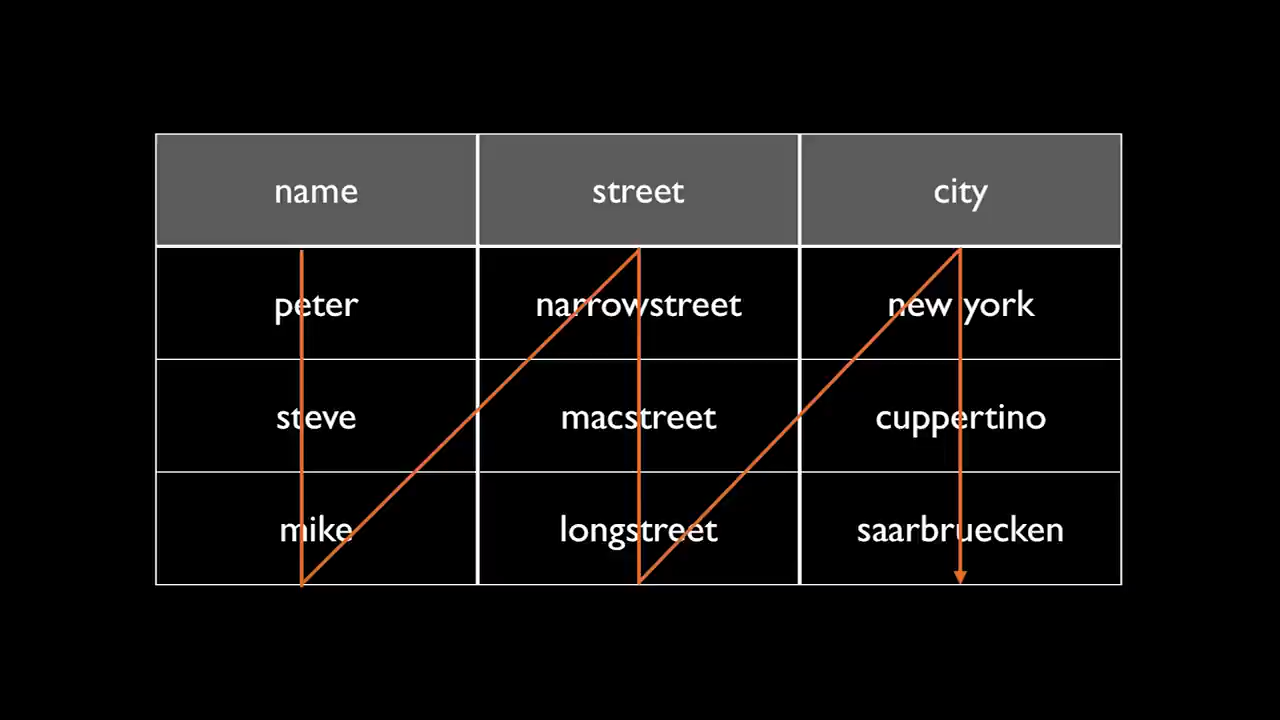 name street city
peter narrowstreet new york
steve macstreet cuppertino
mike longstreet saarbruecken